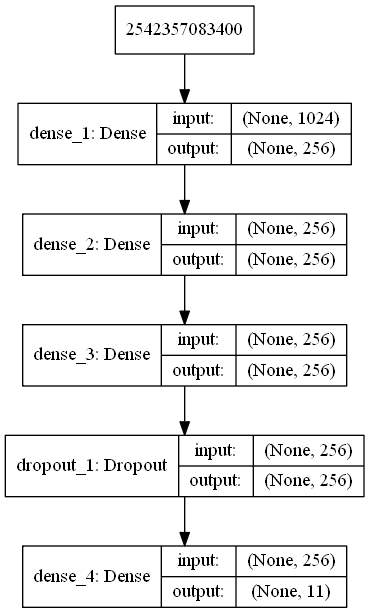 2542357083400
dense_1: Dense
input:
(None, 1024)
output:
(None, 256)
dense_2: Dense
input:
(None, 256)
output:
(None, 256)
dense_3: Dense
input:
(None, 256)
output:
(None, 256)
dropout_1: Dropout
input:
(None, 256)
output:
(None, 256)
dense_4: Dense
input:
(None, 256)
output:
(None, 11)